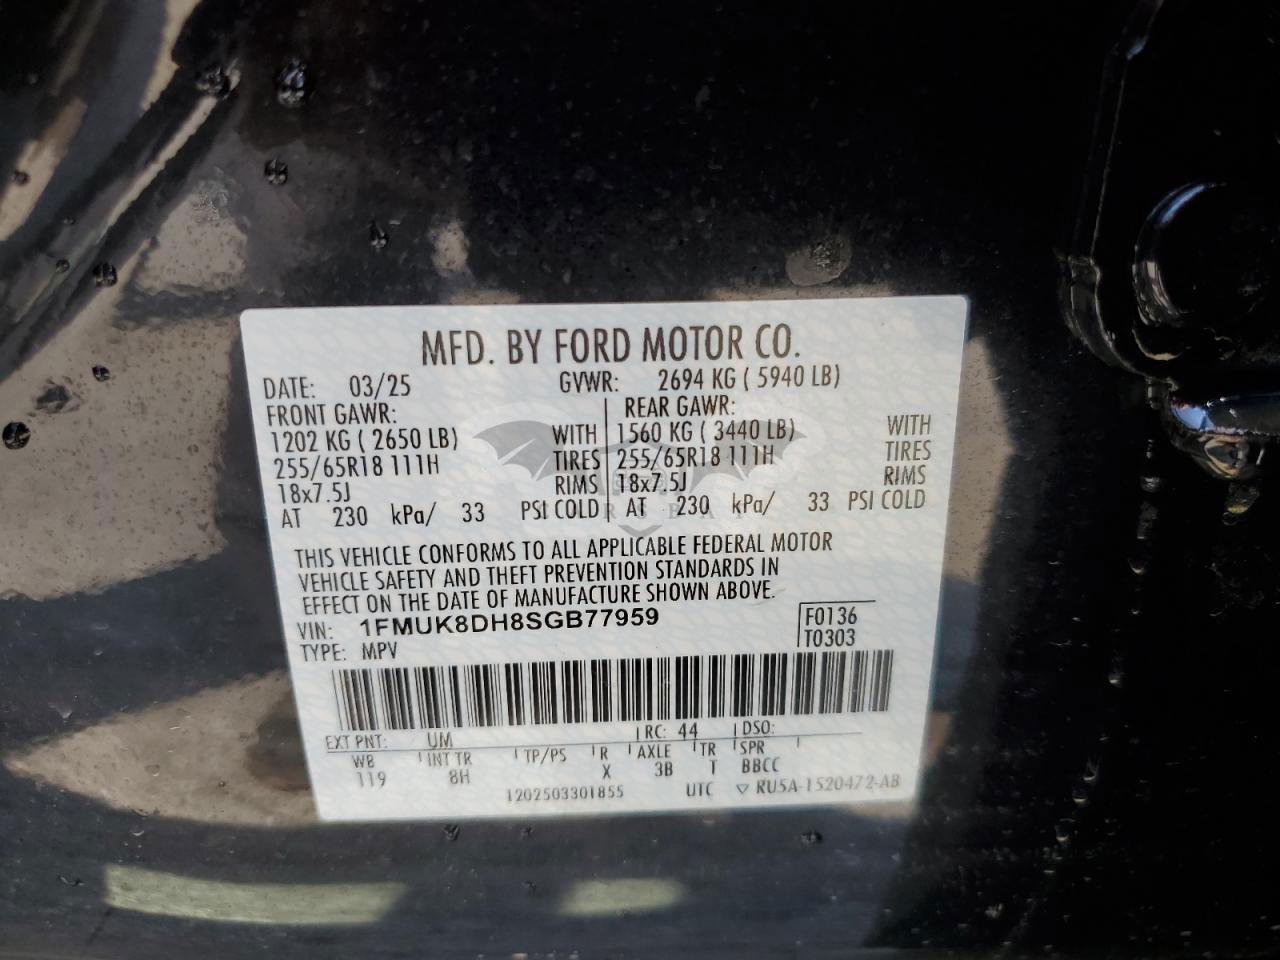 MFD. BY FORD MOTOR CO.
DATE: 03/25 GVWR: 2694 KG ( 5940 LB)
FRONT GAWR: REAR GAWR:
1202 KG ( 2650 LB) WITH 1560 KG ( 3440 LB) WITH
255/65R18 111H TIRES 255/65R18 111H TIRES
18x7.5J RIMS 18x7.5J RIMS
AT 230 kPa/ 33 PSI COLD AT 230 kPa/ 33 PSI COLD
THIS VEHICLE CONFORMS TO ALL APPLICABLE FEDERAL MOTOR
VEHICLE SAFETY AND THEFT PREVENTION STANDARDS IN
EFFECT ON THE DATE OF MANUFACTURE SHOWN ABOVE.
VIN: 1FMUK8DH8SGB77959 F0136
TYPE: MPV T0303
EXT PNT: UM RC: 44 DSO:
WB INT TR TP/PS R AXLE TR SPR
119 8H X 3B T BBCC
1202503301855 UTC ▽ RU5A-1520472-AB